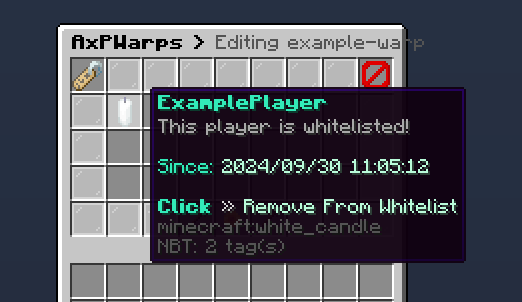 AxPWarps > Editing example-warp
ExamplePlayer
This player is whitelisted!
Since: 2024/09/30 11:05:12
Click » Remove From Whitelist
minecraft:white_candle
NBT: 2 tag(s)